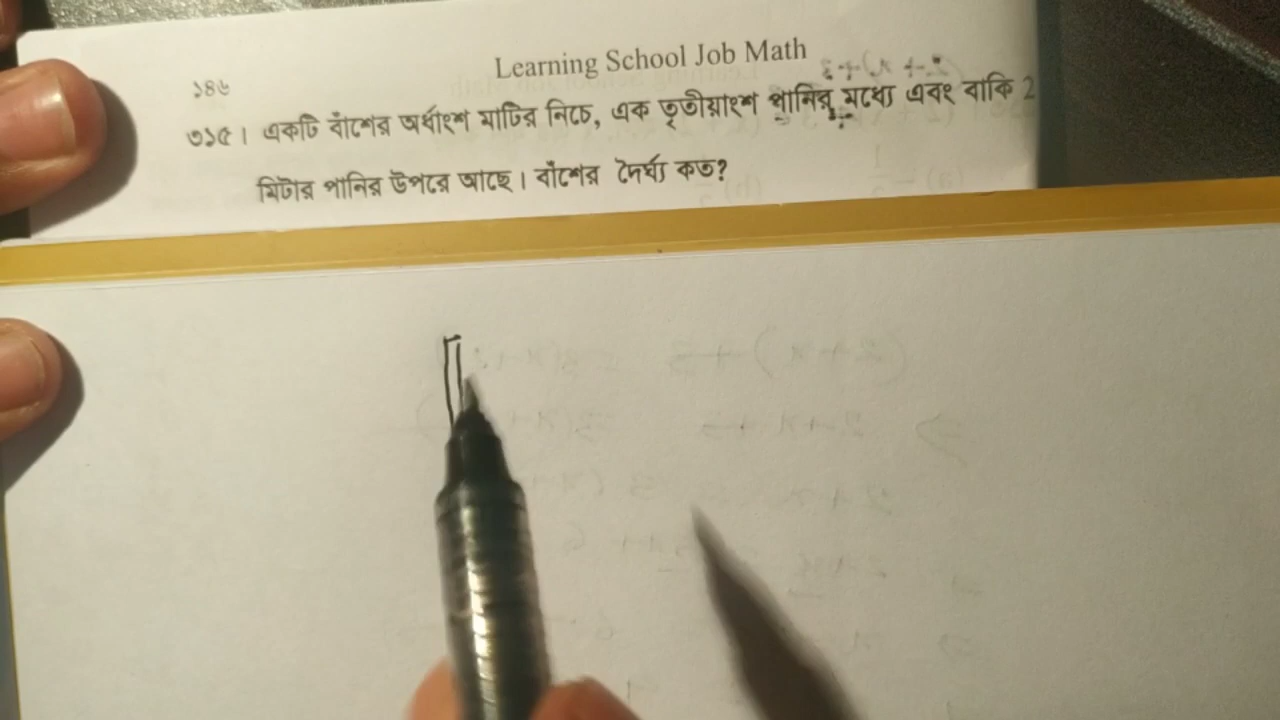 Learning School Job Math
১৪৬
৩১৫। একটি বাঁশের অর্ধাংশ মাটির নিচে, এক তৃতীয়াংশ পানির মধ্যে এবং বাকি 2
মিটার পানির উপরে আছে। বাঁশের দৈর্ঘ্য কত?